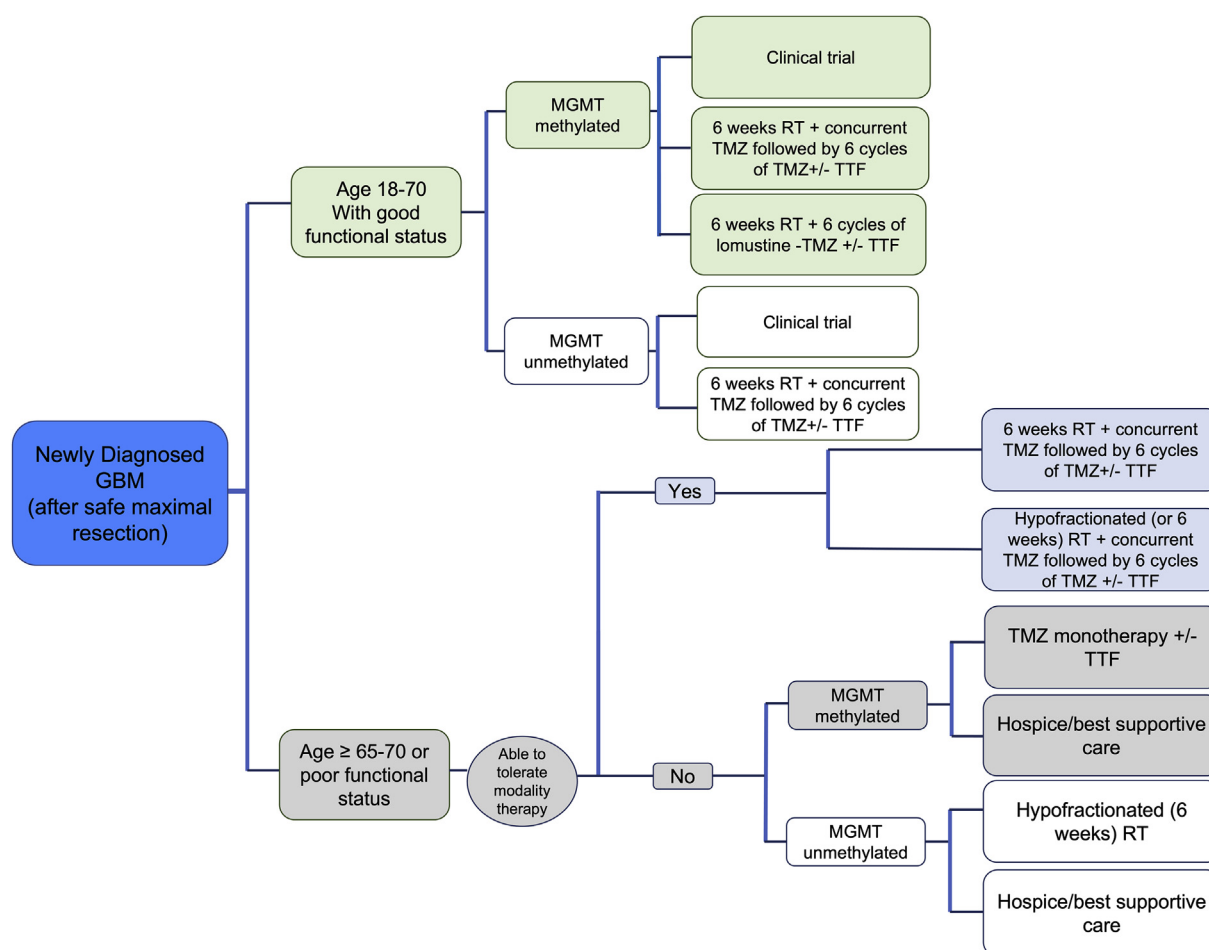 Newly Diagnosed
GBM
(after safe maximal
resection)
Age 18-70
With good
functional status
MGMT
methylated
Clinical trial
6 weeks RT + concurrent
TMZ followed by 6 cycles
of TMZ+/- TTF
6 weeks RT + 6 cycles of
lomustine -TMZ +/- TTF
MGMT
unmethylated
Clinical trial
6 weeks RT + concurrent
TMZ followed by 6 cycles
of TMZ+/- TTF
Age ≥ 65-70 or
poor functional
status
Able to
tolerate
modality
therapy
Yes
6 weeks RT + concurrent
TMZ followed by 6 cycles
of TMZ+/- TTF
Hypofractionated (or 6
weeks) RT + concurrent
TMZ followed by 6 cycles
of TMZ +/- TTF
No
MGMT
methylated
TMZ monotherapy +/-
TTF
Hospice/best supportive
care
MGMT
unmethylated
Hypofractionated (6
weeks) RT
Hospice/best supportive
care